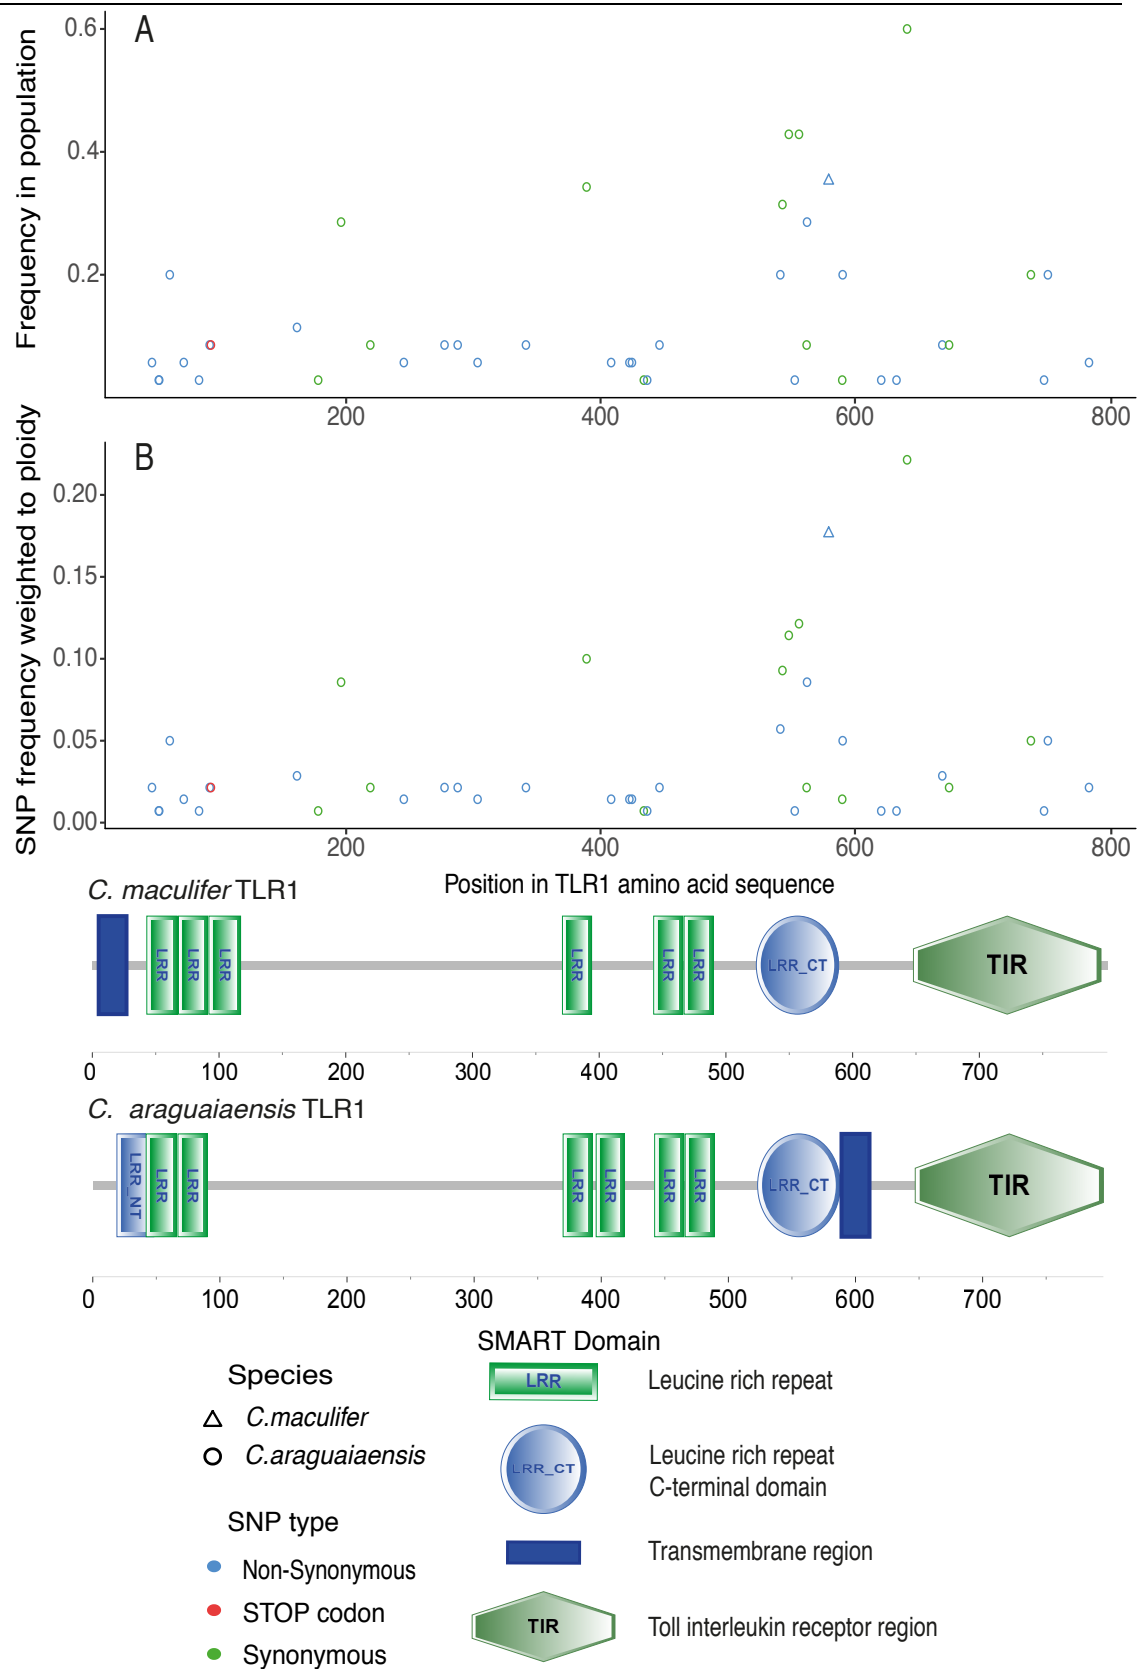 A
Frequency in population
0.6
0.4
0.2
200 400 600 800
B
SNP frequency weighted to ploidy
0.20
0.15
0.10
0.05
0.00
200 400 600 800
Position in TLR1 amino acid sequence
C. maculifer TLR1
LRR LRR LRR LRR LRR LRR LRR_CT TIR
0 100 200 300 400 500 600 700
C. araguaiaensis TLR1
LRR_NT LRR LRR LRR LRR LRR LRR LRR_CT TIR
0 100 200 300 400 500 600 700
SMART Domain
Species
C.maculifer
C.araguaiaensis
SNP type
Non-Synonymous
STOP codon
Synonymous
LRR Leucine rich repeat
LRR_CT Leucine rich repeat
C-terminal domain
Transmembrane region
TIR Toll interleukin receptor region